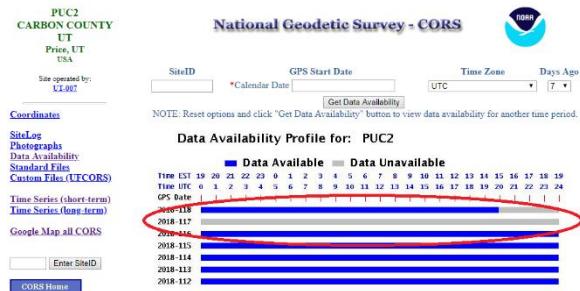 PUC2
CARBON COUNTY
UT
Price, UT
USA
Site operated by:
UT-007
Coordinates
SiteLog
Photographs
Data Availability
Standard Files
Custom Files (UFCORS)
Time Series (short-term)
Time Series (long-term)
Google Map all CORS
Enter SiteID
CORS Home
National Geodetic Survey - CORS
NOAA
SiteID GPS Start Date Time Zone Days Ago
*Calendar Date UTC 7
Get Data Availability
NOTE: Reset options and click "Get Data Availability" button to view data availability for another time period.
Data Availability Profile for: PUC2
Data Available Data Unavailable
Time EST 19 20 21 22 23 0 1 2 3 4 5 6 7 8 9 10 11 12 13 14 15 16 17 18 19
Time UTC 0 1 2 3 4 5 6 7 8 9 10 11 12 13 14 15 16 17 18 19 20 21 22 23 24
GPS Date
2018-118
2018-117
2018-116
2018-115
2018-114
2018-113
2018-112